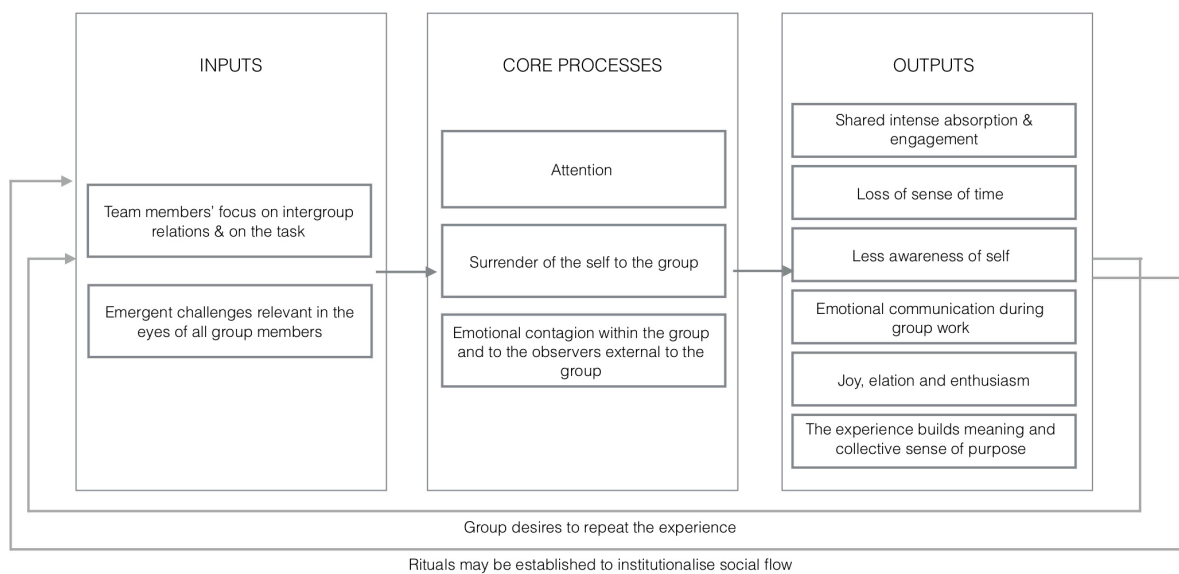 INPUTS
Team members’ focus on intergroup
relations & on the task
Emergent challenges relevant in the
eyes of all group members
CORE PROCESSES
Attention
Surrender of the self to the group
Emotional contagion within the group
and to the observers external to the
group
OUTPUTS
Shared intense absorption &
engagement
Loss of sense of time
Less awareness of self
Emotional communication during
group work
Joy, elation and enthusiasm
The experience builds meaning and
collective sense of purpose
Group desires to repeat the experience
Rituals may be established to institutionalise social flow